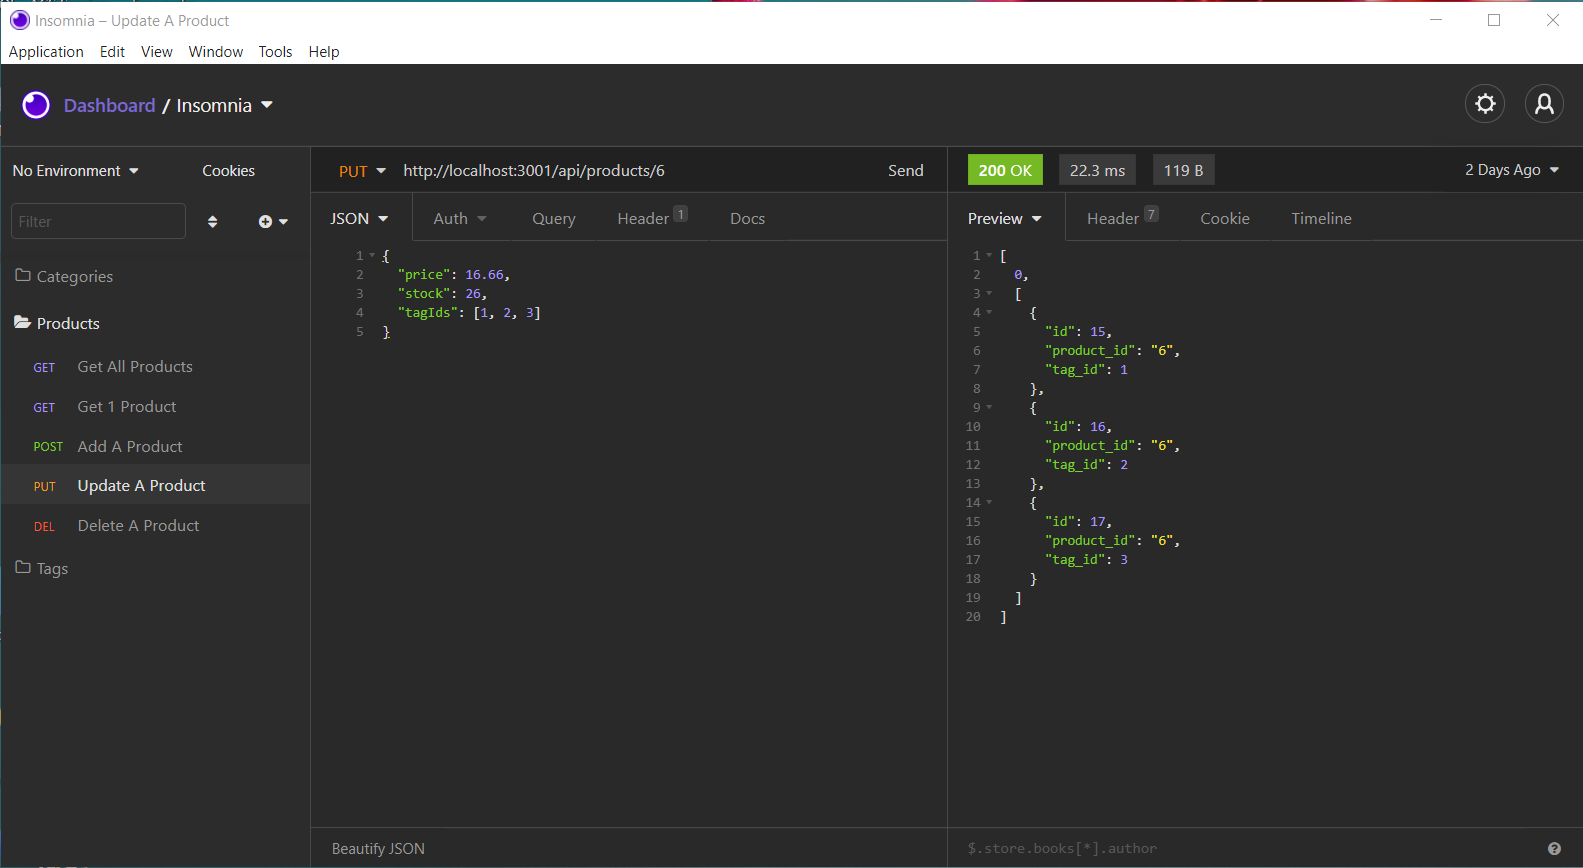 Insomnia – Update A Product
Application Edit View Window Tools Help
Dashboard / Insomnia
No Environment Cookies
Filter
Categories
Products
GET Get All Products
GET Get 1 Product
POST Add A Product
PUT Update A Product
DEL Delete A Product
Tags
PUT http://localhost:3001/api/products/6 Send
JSON Auth Query Header 1 Docs
1 {
2 "price": 16.66,
3 "stock": 26,
4 "tagIds": [1, 2, 3]
5 }
Beautify JSON
200 OK 22.3 ms 119 B 2 Days Ago
Preview Header 7 Cookie Timeline
1 [
2 0,
3 [
4 {
5 "id": 15,
6 "product_id": "6",
7 "tag_id": 1
8 },
9 {
10 "id": 16,
11 "product_id": "6",
12 "tag_id": 2
13 },
14 {
15 "id": 17,
16 "product_id": "6",
17 "tag_id": 3
18 }
19 ]
20 ]
$.store.books[*].author